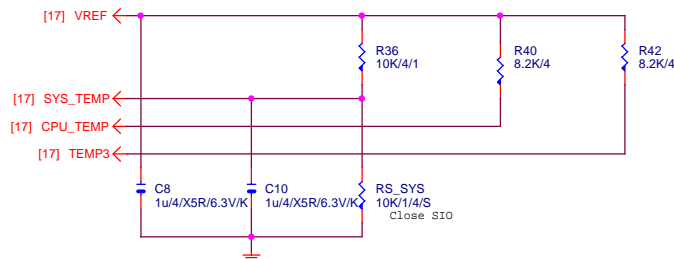 [17] VREF
R36
10K/4/1
R40
8.2K/4
R42
8.2K/4
[17] SYS_TEMP
[17] CPU_TEMP
[17] TEMP3
C8
1u/4/X5R/6.3V/K
C10
1u/4/X5R/6.3V/K
RS_SYS
10K/1/4/S
Close SIO